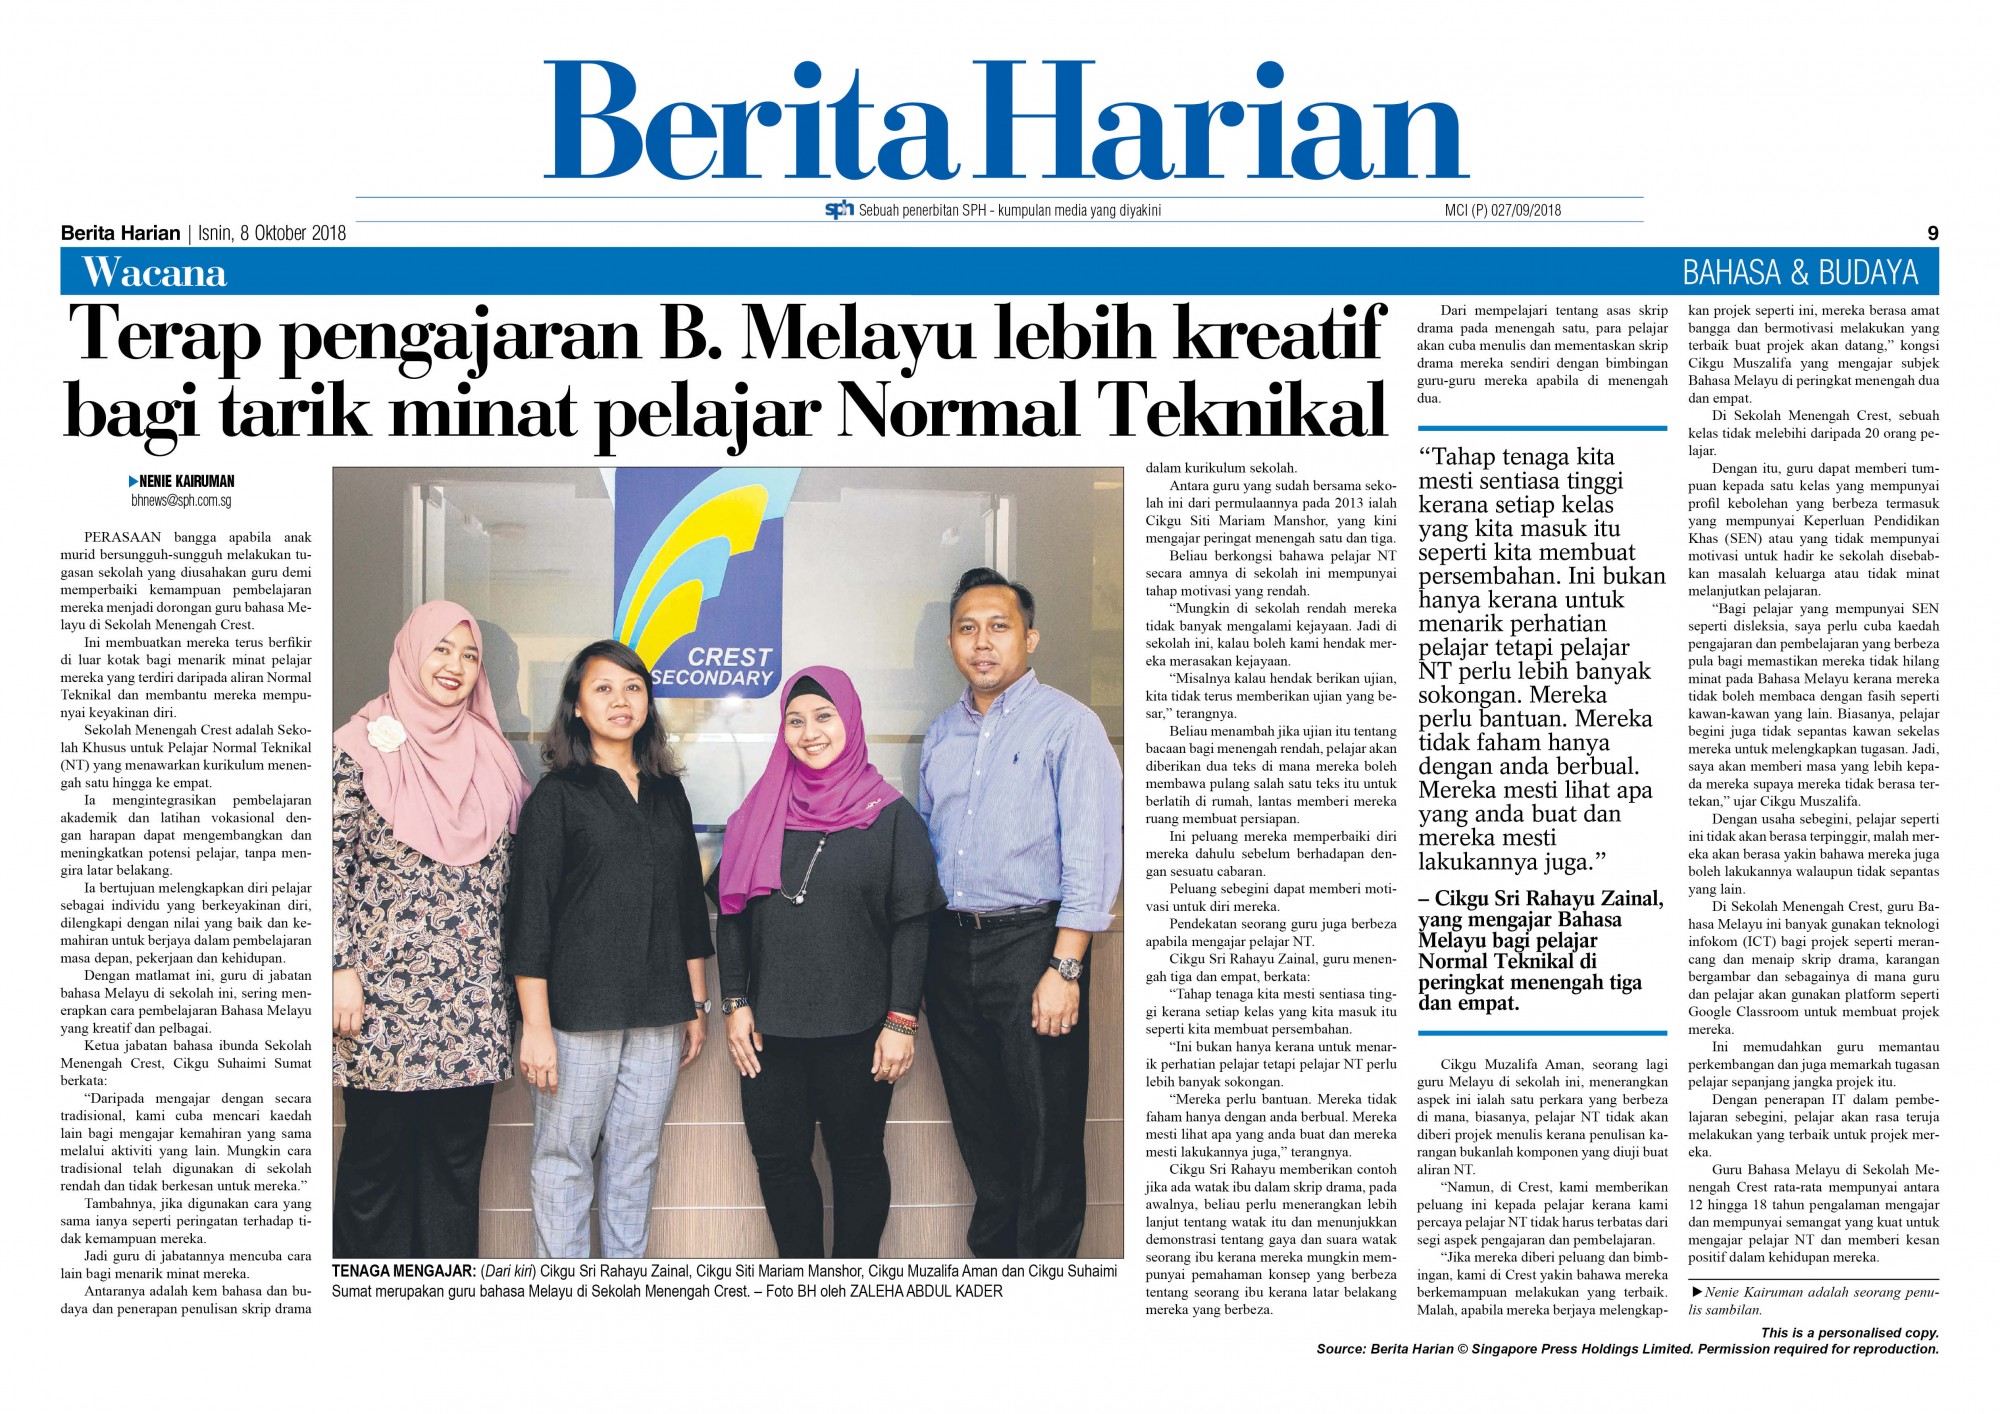 Berita Harian
sph Sebuah penerbitan SPH - kumpulan media yang diyakini
MCI (P) 027/09/2018
Berita Harian | Isnin, 8 Oktober 2018
9
Wacana
BAHASA & BUDAYA
Terap pengajaran B. Melayu lebih kreatif
bagi tarik minat pelajar Normal Teknikal
▶NENIE KAIRUMAN
bhnews@sph.com.sg
PERASAAN bangga apabila anak
murid bersungguh-sungguh melakukan tu-
gasan sekolah yang diusahakan guru demi
memperbaiki kemampuan pembelajaran
mereka menjadi dorongan guru bahasa Me-
layu di Sekolah Menengah Crest.
Ini membuatkan mereka terus berfikir
di luar kotak bagi menarik minat pelajar
mereka yang terdiri daripada aliran Normal
Teknikal dan membantu mereka mempu-
nyai keyakinan diri.
Sekolah Menengah Crest adalah Seko-
lah Khusus untuk Pelajar Normal Teknikal
(NT) yang menawarkan kurikulum menen-
gah satu hingga ke empat.
Ia mengintegrasikan pembelajaran
akademik dan latihan vokasional den-
gan harapan dapat mengembangkan dan
meningkatkan potensi pelajar, tanpa men-
gira latar belakang.
Ia bertujuan melengkapkan diri pelajar
sebagai individu yang berkeyakinan diri,
dilengkapi dengan nilai yang baik dan ke-
mahiran untuk berjaya dalam pembelajaran
masa depan, pekerjaan dan kehidupan.
Dengan matlamat ini, guru di jabatan
bahasa Melayu di sekolah ini, sering men-
erapkan cara pembelajaran Bahasa Melayu
yang kreatif dan pelbagai.
Ketua jabatan bahasa ibunda Sekolah
Menengah Crest, Cikgu Suhaimi Sumat
berkata:
“Daripada mengajar dengan secara
tradisional, kami cuba mencari kaedah
lain bagi mengajar kemahiran yang sama
melalui aktiviti yang lain. Mungkin cara
tradisional telah digunakan di sekolah
rendah dan tidak berkesan untuk mereka.”
Tambahnya, jika digunakan cara yang
sama ianya seperti peringatan terhadap ti-
dak kemampuan mereka.
Jadi guru di jabatannya mencuba cara
lain bagi menarik minat mereka.
Antaranya adalah kem bahasa dan bu-
daya dan penerapan penulisan skrip drama
CREST
SECONDARY
TENAGA MENGAJAR: (Dari kiri) Cikgu Sri Rahayu Zainal, Cikgu Siti Mariam Manshor, Cikgu Muzalifa Aman dan Cikgu Suhaimi
Sumat merupakan guru bahasa Melayu di Sekolah Menengah Crest. – Foto BH oleh ZALEHA ABDUL KADER
dalam kurikulum sekolah.
Antara guru yang sudah bersama seko-
lah ini dari permulaannya pada 2013 ialah
Cikgu Siti Mariam Manshor, yang kini
mengajar peringat menengah satu dan tiga.
Beliau berkongsi bahawa pelajar NT
secara amnya di sekolah ini mempunyai
tahap motivasi yang rendah.
“Mungkin di sekolah rendah mereka
tidak banyak mengalami kejayaan. Jadi di
sekolah ini, kalau boleh kami hendak mer-
eka merasakan kejayaan.
“Misalnya kalau hendak berikan ujian,
kita tidak terus memberikan ujian yang be-
sar,” terangnya.
Beliau menambah jika ujian itu tentang
bacaan bagi menengah rendah, pelajar akan
diberikan dua teks di mana mereka boleh
membawa pulang salah satu teks itu untuk
berlatih di rumah, lantas memberi mereka
ruang membuat persiapan.
Ini peluang mereka memperbaiki diri
mereka dahulu sebelum berhadapan den-
gan sesuatu cabaran.
Peluang sebegini dapat memberi moti-
vasi untuk diri mereka.
Pendekatan seorang guru juga berbeza
apabila mengajar pelajar NT.
Cikgu Sri Rahayu Zainal, guru menen-
gah tiga dan empat, berkata:
“Tahap tenaga kita mesti sentiasa ting-
gi kerana setiap kelas yang kita masuk itu
seperti kita membuat persembahan.
“Ini bukan hanya kerana untuk menar-
ik perhatian pelajar tetapi pelajar NT perlu
lebih banyak sokongan.
“Mereka perlu bantuan. Mereka tidak
faham hanya dengan anda berbual. Mereka
mesti lihat apa yang anda buat dan mereka
mesti lakukannya juga,” terangnya.
Cikgu Sri Rahayu memberikan contoh
jika ada watak ibu dalam skrip drama, pada
awalnya, beliau perlu menerangkan lebih
lanjut tentang watak itu dan menunjukkan
demonstrasi tentang gaya dan suara watak
seorang ibu kerana mereka mungkin mem-
punyai pemahaman konsep yang berbeza
tentang seorang ibu kerana latar belakang
mereka yang berbeza.
Dari mempelajari tentang asas skrip
drama pada menengah satu, para pelajar
akan cuba menulis dan mementaskan skrip
drama mereka sendiri dengan bimbingan
guru-guru mereka apabila di menengah
dua.
“Tahap tenaga kita
mesti sentiasa tinggi
kerana setiap kelas
yang kita masuk itu
seperti kita membuat
persembahan. Ini bukan
hanya kerana untuk
menarik perhatian
pelajar tetapi pelajar
NT perlu lebih banyak
sokongan. Mereka
perlu bantuan. Mereka
tidak faham hanya
dengan anda berbual.
Mereka mesti lihat apa
yang anda buat dan
mereka mesti
lakukannya juga.”
– Cikgu Sri Rahayu Zainal,
yang mengajar Bahasa
Melayu bagi pelajar
Normal Teknikal di
peringkat menengah tiga
dan empat.
Cikgu Muzalifa Aman, seorang lagi
guru Melayu di sekolah ini, menerangkan
aspek ini ialah satu perkara yang berbeza
di mana, biasanya, pelajar NT tidak akan
diberi projek menulis kerana penulisan ka-
rangan bukanlah komponen yang diuji buat
aliran NT.
“Namun, di Crest, kami memberikan
peluang ini kepada pelajar kerana kami
percaya pelajar NT tidak harus terbatas dari
segi aspek pengajaran dan pembelajaran.
“Jika mereka diberi peluang dan bimb-
ingan, kami di Crest yakin bahawa mereka
berkemampuan melakukan yang terbaik.
Malah, apabila mereka berjaya melengkap-
kan projek seperti ini, mereka berasa amat
bangga dan bermotivasi melakukan yang
terbaik buat projek akan datang,” kongsi
Cikgu Muszalifa yang mengajar subjek
Bahasa Melayu di peringkat menengah dua
dan empat.
Di Sekolah Menengah Crest, sebuah
kelas tidak melebihi daripada 20 orang pe-
lajar.
Dengan itu, guru dapat memberi tum-
puan kepada satu kelas yang mempunyai
profil kebolehan yang berbeza termasuk
yang mempunyai Keperluan Pendidikan
Khas (SEN) atau yang tidak mempunyai
motivasi untuk hadir ke sekolah disebab-
kan masalah keluarga atau tidak minat
melanjutkan pelajaran.
“Bagi pelajar yang mempunyai SEN
seperti disleksia, saya perlu cuba kaedah
pengajaran dan pembelajaran yang berbeza
pula bagi memastikan mereka tidak hilang
minat pada Bahasa Melayu kerana mereka
tidak boleh membaca dengan fasih seperti
kawan-kawan yang lain. Biasanya, pelajar
begini juga tidak sepantas kawan sekelas
mereka untuk melengkapkan tugasan. Jadi,
saya akan memberi masa yang lebih kepa-
da mereka supaya mereka tidak berasa ter-
tekan,” ujar Cikgu Muszalifa.
Dengan usaha sebegini, pelajar seperti
ini tidak akan berasa terpinggir, malah mer-
eka akan berasa yakin bahawa mereka juga
boleh lakukannya walaupun tidak sepantas
yang lain.
Di Sekolah Menengah Crest, guru Ba-
hasa Melayu ini banyak gunakan teknologi
infokom (ICT) bagi projek seperti meran-
cang dan menaip skrip drama, karangan
bergambar dan sebagainya di mana guru
dan pelajar akan gunakan platform seperti
Google Classroom untuk membuat projek
mereka.
Ini memudahkan guru memantau
perkembangan dan juga memarkah tugasan
pelajar sepanjang jangka projek itu.
Dengan penerapan IT dalam pembe-
lajaran sebegini, pelajar akan rasa teruja
melakukan yang terbaik untuk projek mer-
eka.
Guru Bahasa Melayu di Sekolah Me-
nengah Crest rata-rata mempunyai antara
12 hingga 18 tahun pengalaman mengajar
dan mempunyai semangat yang kuat untuk
mengajar pelajar NT dan memberi kesan
positif dalam kehidupan mereka.
▶Nenie Kairuman adalah seorang penu-
lis sambilan.
This is a personalised copy.
Source: Berita Harian © Singapore Press Holdings Limited. Permission required for reproduction.